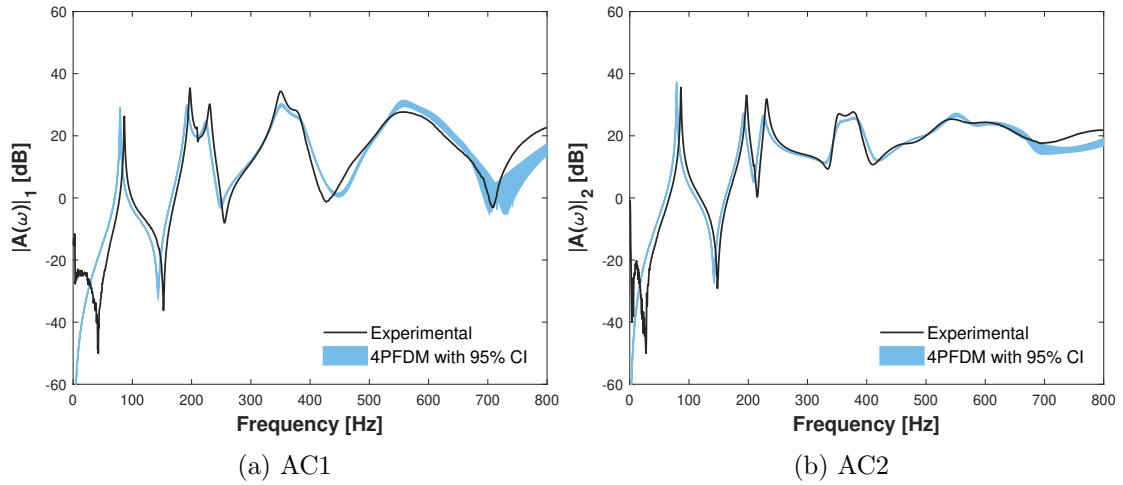 60
40
20
0
-20
-40
-60
0 100 200 300 400 500 600 700 800
|A(ω)|₁ [dB]
Frequency [Hz]
Experimental
4PFDM with 95% CI
(a) AC1
60
40
20
0
-20
-40
-60
0 100 200 300 400 500 600 700 800
|A(ω)|₂ [dB]
Frequency [Hz]
Experimental
4PFDM with 95% CI
(b) AC2